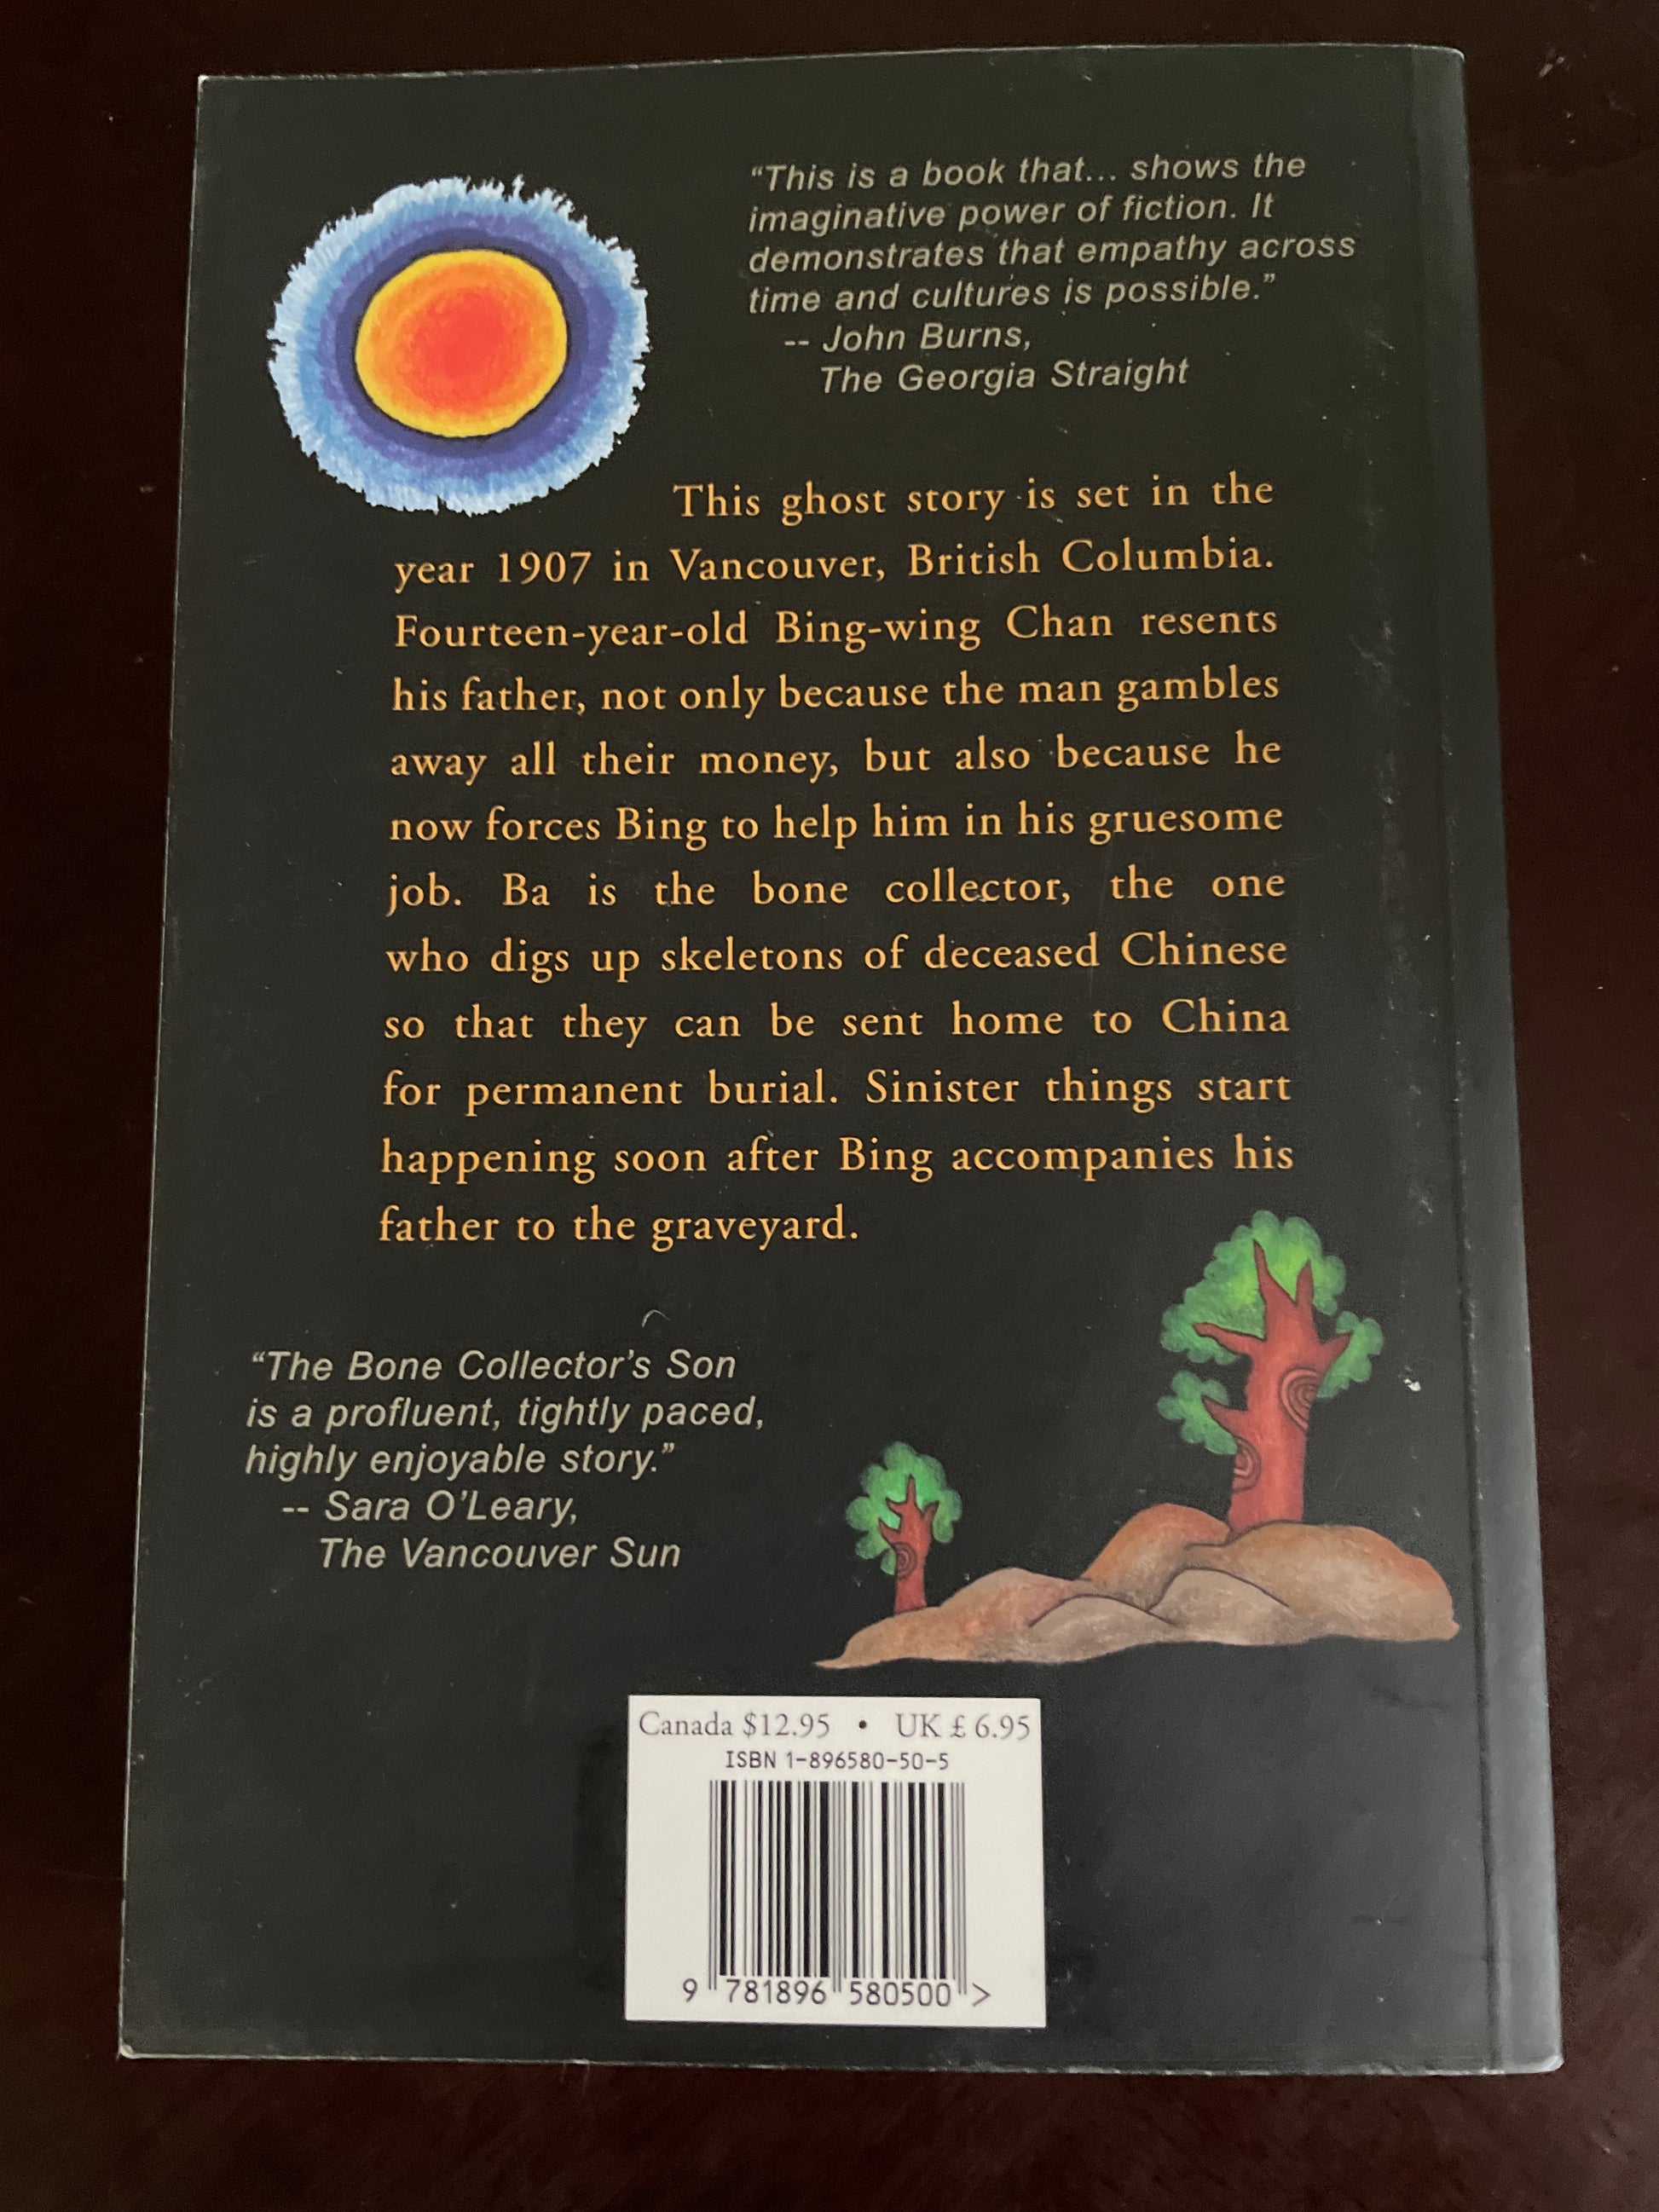 “This is a book that... shows the
imaginative power of fiction. It
demonstrates that empathy across
time and cultures is possible.”
-- John Burns,
The Georgia Straight
This ghost story is set in the
year 1907 in Vancouver, British Columbia.
Fourteen-year-old Bing-wing Chan resents
his father, not only because the man gambles
away all their money, but also because he
now forces Bing to help him in his gruesome
job. Ba is the bone collector, the one
who digs up skeletons of deceased Chinese
so that they can be sent home to China
for permanent burial. Sinister things start
happening soon after Bing accompanies his
father to the graveyard.
“The Bone Collector’s Son
is a profluent, tightly paced,
highly enjoyable story.”
-- Sara O’Leary,
The Vancouver Sun
Canada $12.95 • UK £ 6.95
ISBN 1-896580-50-5
9 781896 580500 >